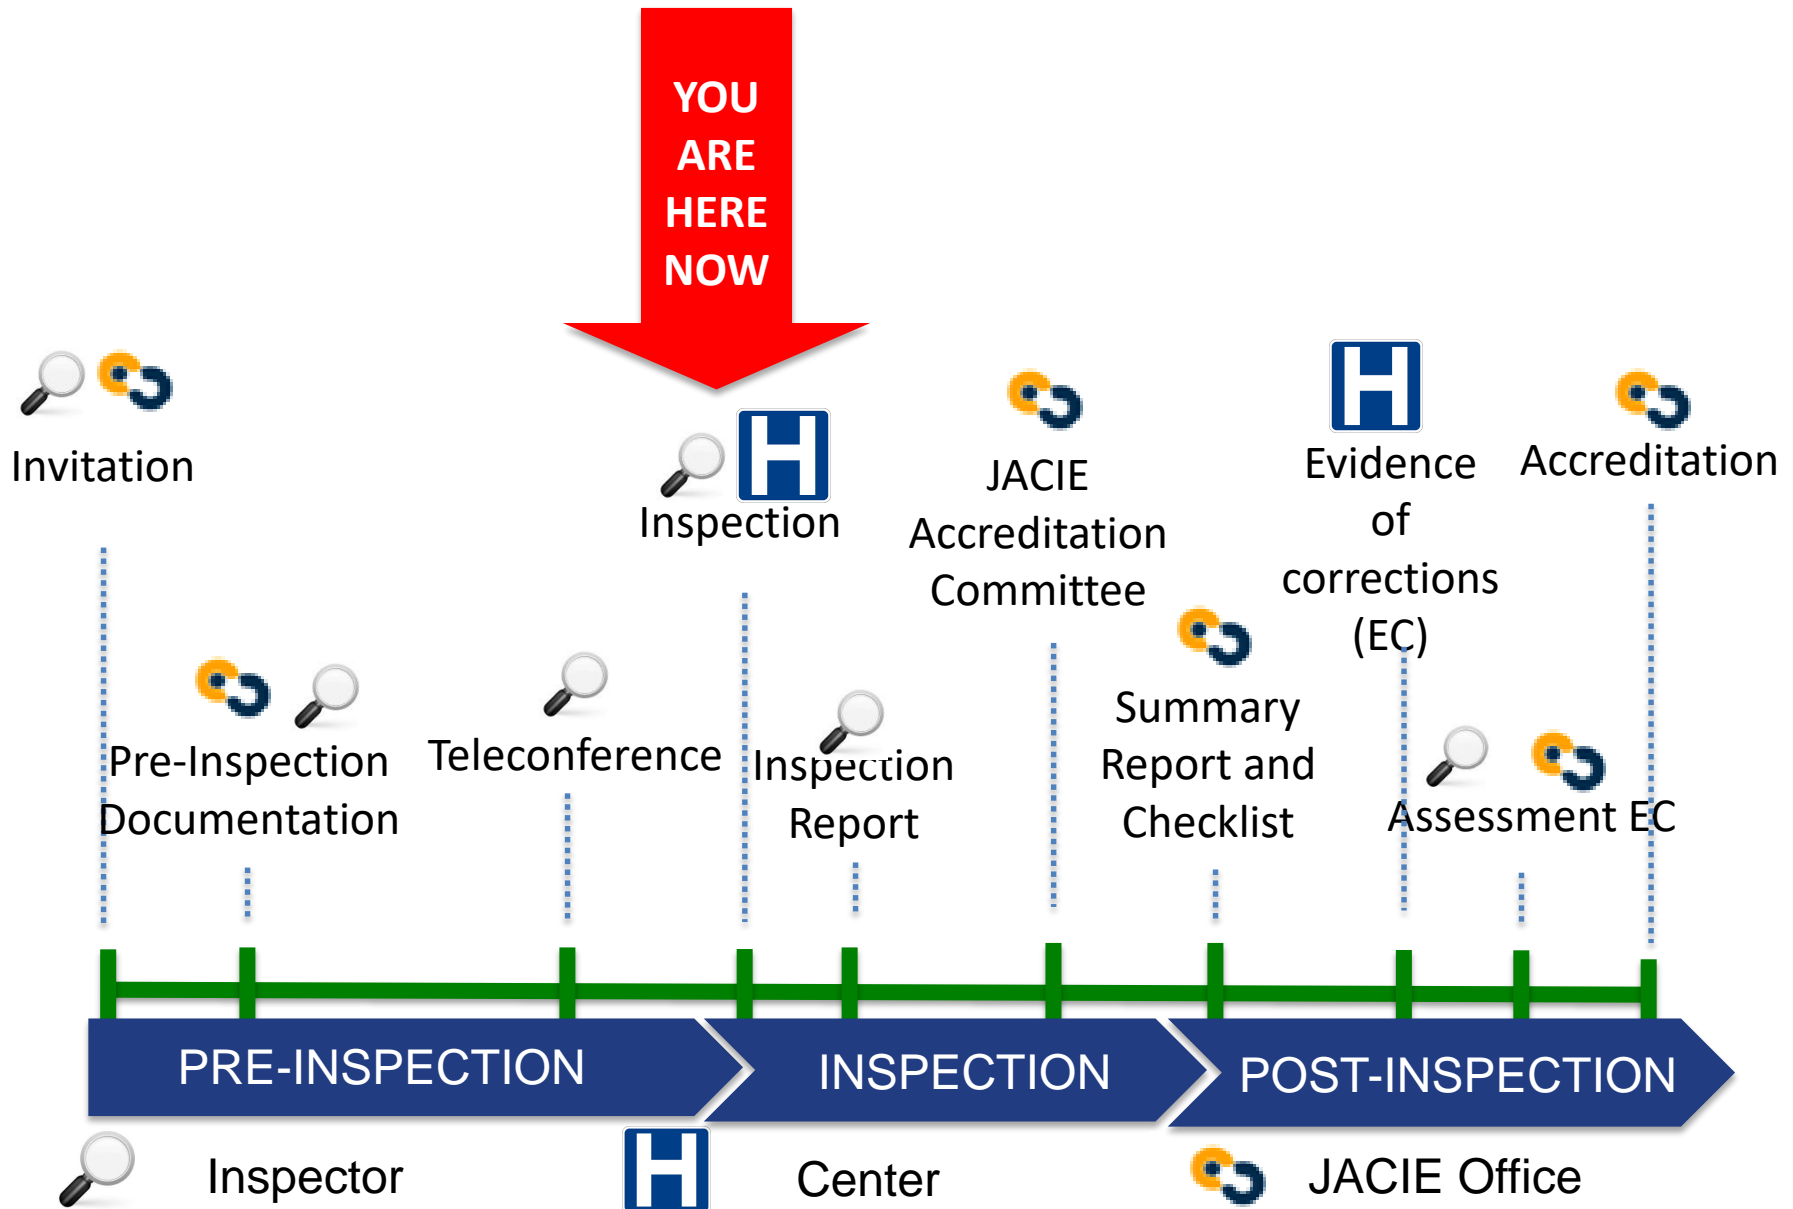 YOU
ARE
HERE
NOW
Invitation
Inspection
JACIE
Accreditation
Committee
Evidence
of
corrections
(EC)
Accreditation
Pre-Inspection
Documentation
Teleconference
Inspection
Report
Summary
Report and
Checklist
Assessment EC
PRE-INSPECTION
INSPECTION
POST-INSPECTION
Inspector
H Center
JACIE Office